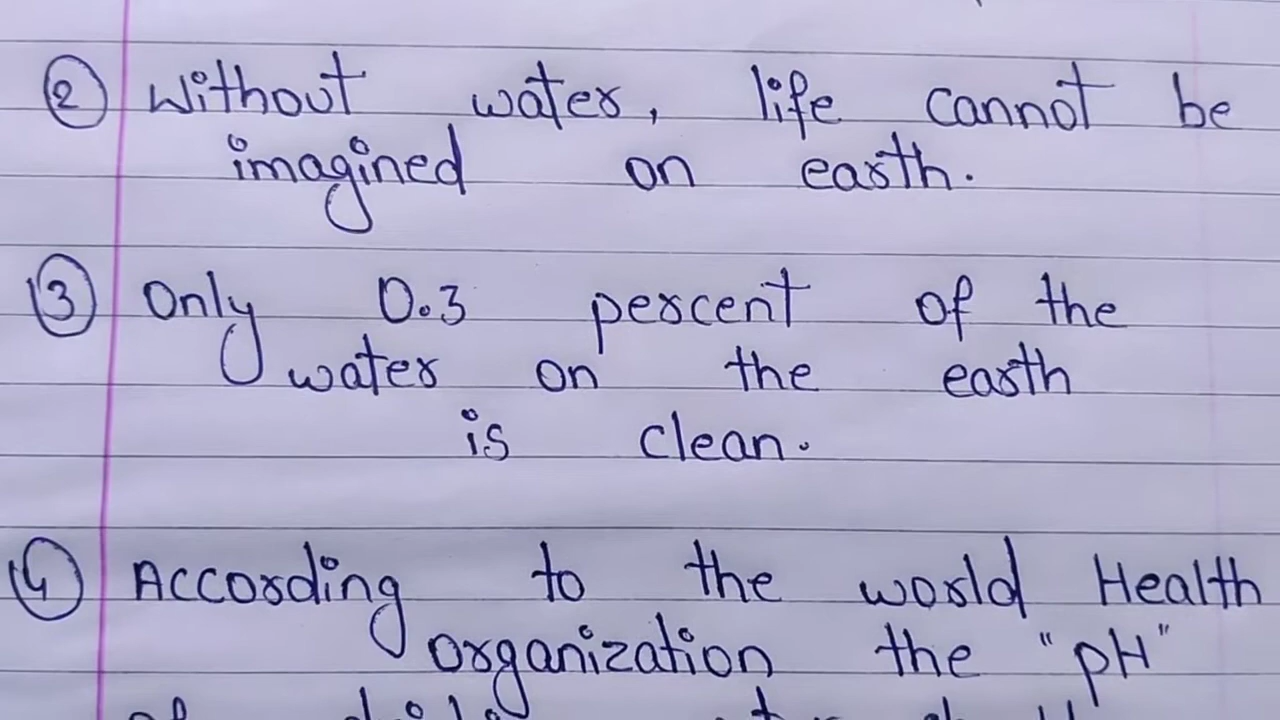 ② Without water, life cannot be
imagined on earth.
③ Only 0.3 percent of the
water on the earth
is clean.
④ According to the world Health
organization the "pH"
of